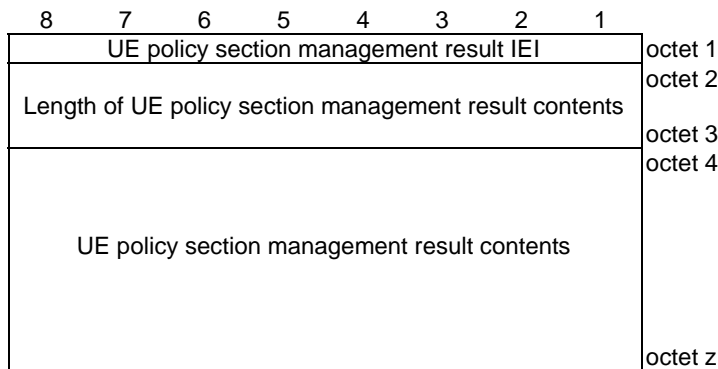 8 7 6 5 4 3 2 1
UE policy section management result IEI octet 1
octet 2
Length of UE policy section management result contents
octet 3
octet 4
UE policy section management result contents
octet z